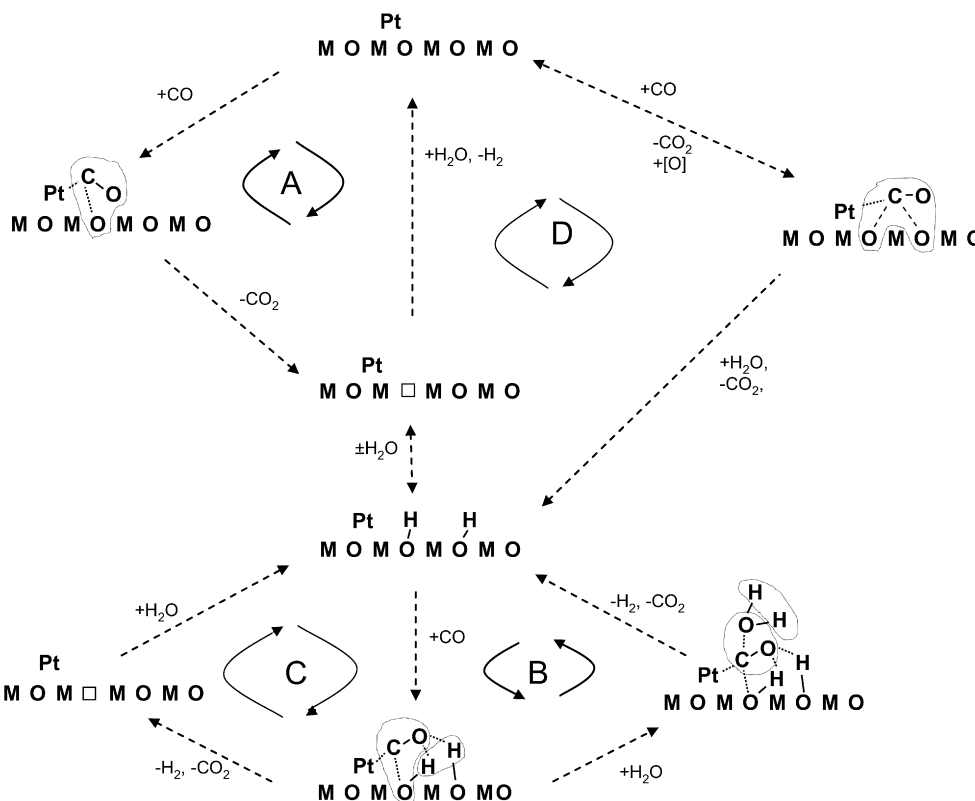 Pt
M O M O M O M O
+CO
+CO
-CO2
+[O]
+H2O, -H2
A
D
C
O
Pt
M O M O M O M O
C-O
Pt
M O M O M O M O
-CO2
+H2O,
-CO2,
Pt
M O M □ M O M O
±H2O
Pt H H
M O M O M O M O
+H2O
+CO
-H2, -CO2
H
O H
O
C
H
Pt
H
M O M O M O M O
Pt
M O M □ M O M O
C
B
O
C
H
Pt
H
M O M O M O M O
-H2, -CO2
+H2O